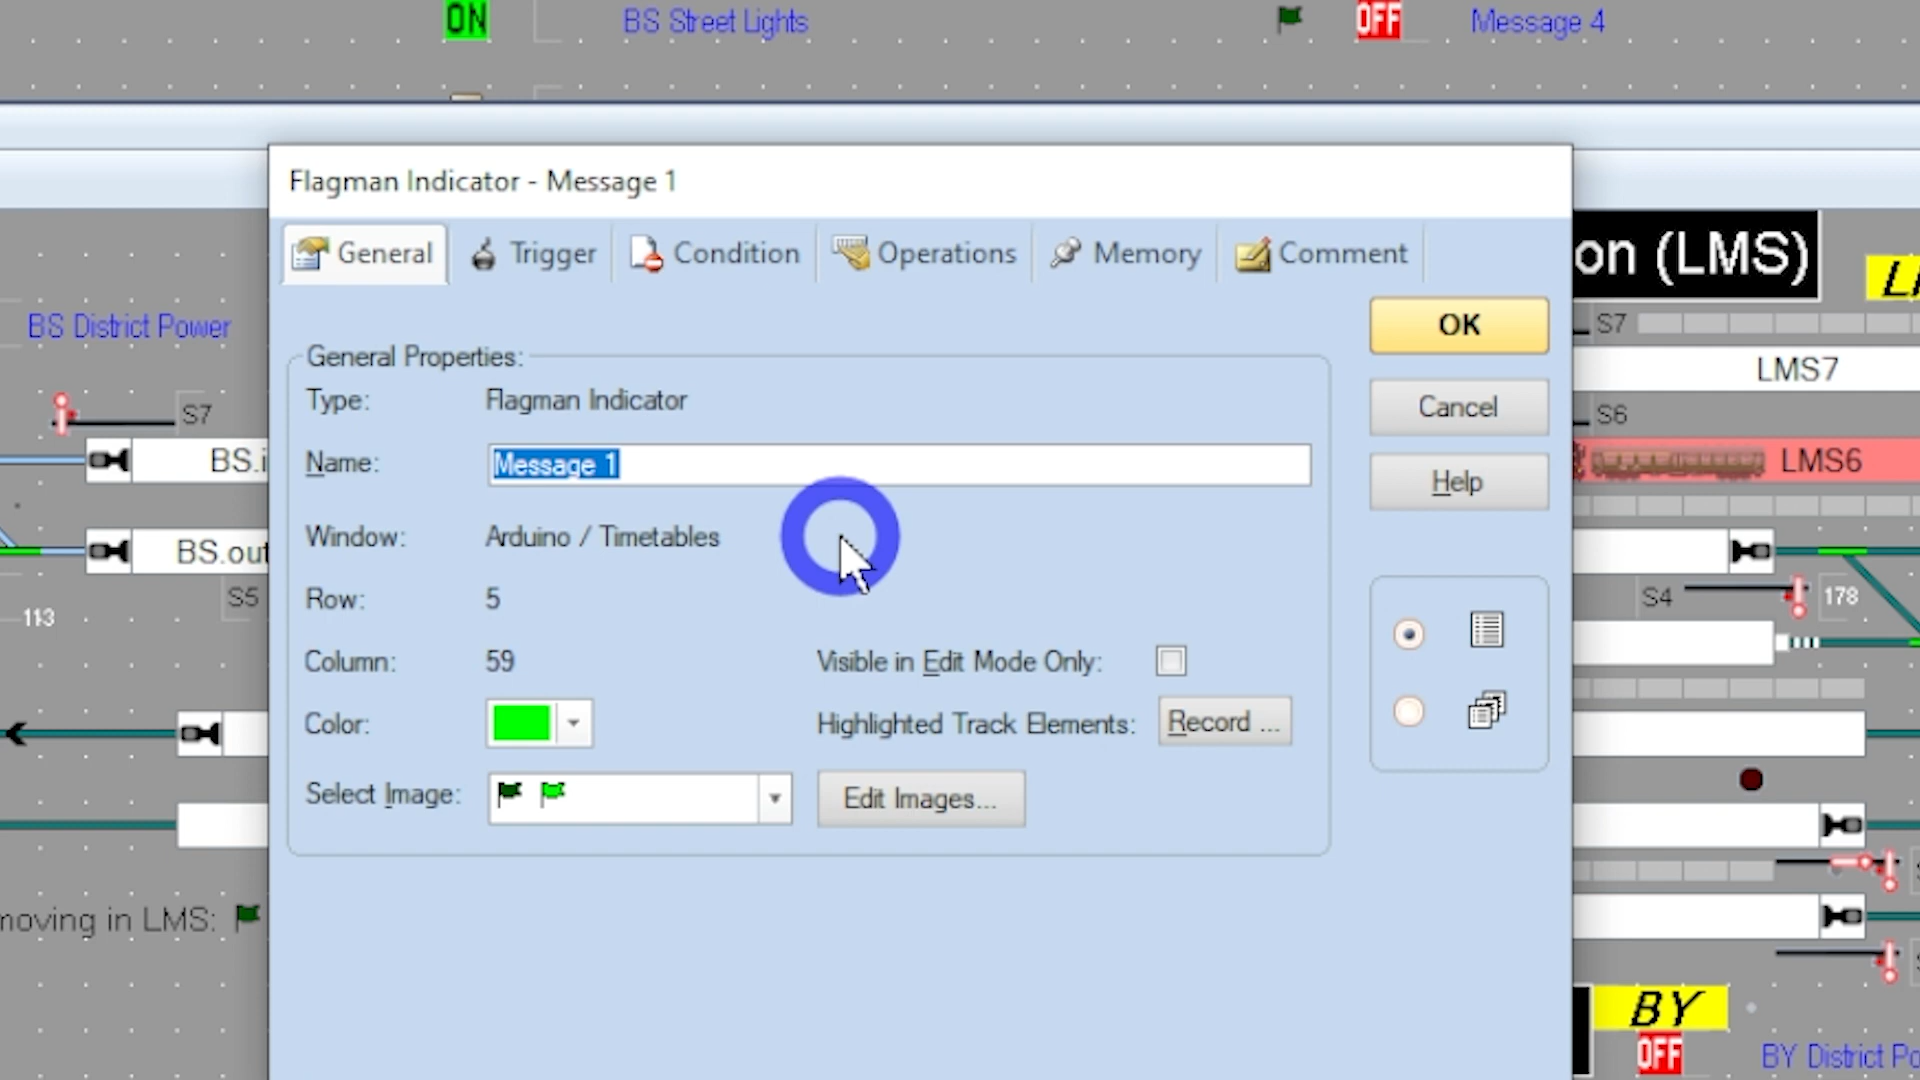 ON
BS Street Lights
OFF
Message 4
Flagman Indicator - Message 1
General
Trigger
Condition
Operations
Memory
Comment
on (LMS)
OK
Cancel
Help
General Properties:
Type:
Flagman Indicator
Name:
Message 1
Window:
Arduino / Timetables
Row:
5
Column:
59
Visible in Edit Mode Only:
Color:
Highlighted Track Elements:
Record ...
Select Image:
Edit Images...
BS District Power
S7
BS.i
BS.out
S5
113
moving in LMS:
S7
LMS7
S6
LMS6
S4
178
BY
OFF
BY District Po